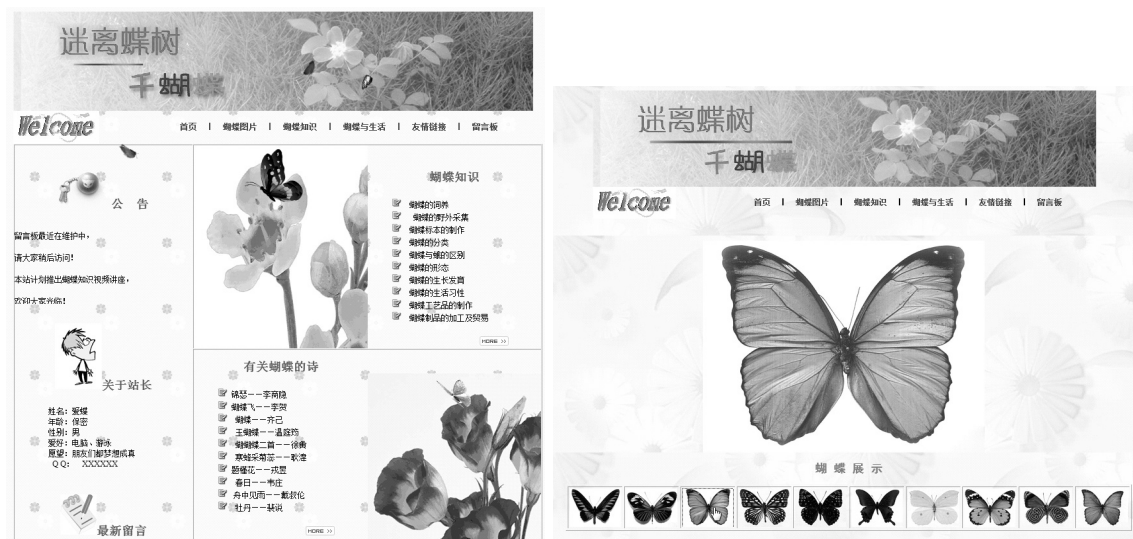 迷离蝶树
千蝴蝶
Welcome
首页 | 蝴蝶图片 | 蝴蝶知识 | 蝴蝶与生活 | 友情链接 | 留言板
公 告
留言板最近在维护中，
请大家稍后访问！
本站计划推出蝴蝶知识视频讲座，
欢迎大家光临！
关于站长
姓名：爱蝶
年龄：保密
性别：男
爱好：电脑、游泳
愿望：朋友们都梦想成真
QQ： XXXXXX
最新留言
蝴蝶知识
蝴蝶的饲养
蝴蝶的野外采集
蝴蝶标本的制作
蝴蝶的分类
蝴蝶与蛾的区别
蝴蝶的形态
蝴蝶的生长发育
蝴蝶的生活习性
蝴蝶工艺品的制作
蝴蝶制品的加工及贸易
MORE >>
有关蝴蝶的诗
锦瑟－－李商隐
蝴蝶飞－－李贺
蝴蝶－－齐己
玉蝴蝶－－温庭筠
蝴蝴蝶二首－－徐夤
寒蜂采菊蕊－－耿湋
题槿花－－戎昱
春日－－韦庄
舟中见雨－－戴叔伦
牡丹－－裴说
MORE >>
迷离蝶树
千蝴蝶
Welcome
首页 | 蝴蝶图片 | 蝴蝶知识 | 蝴蝶与生活 | 友情链接 | 留言板
蝴 蝶 展 示